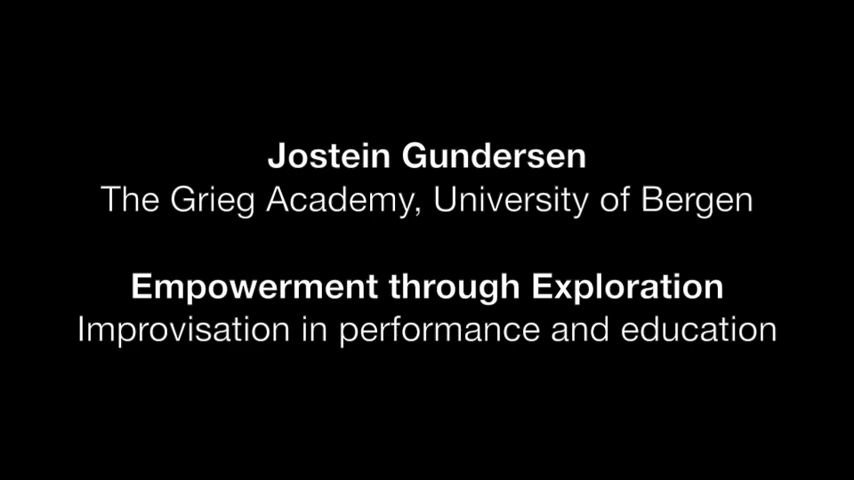 Jostein Gundersen
The Grieg Academy, University of Bergen
Empowerment through Exploration
Improvisation in performance and education